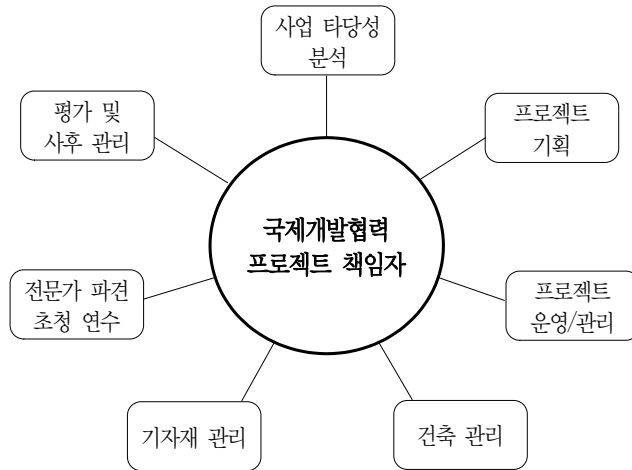 사업 타당성
분석
평가 및
사후 관리
프로젝트
기획
국제개발협력
프로젝트 책임자
전문가 파견
초청 연수
프로젝트
운영/관리
기자재 관리
건축 관리